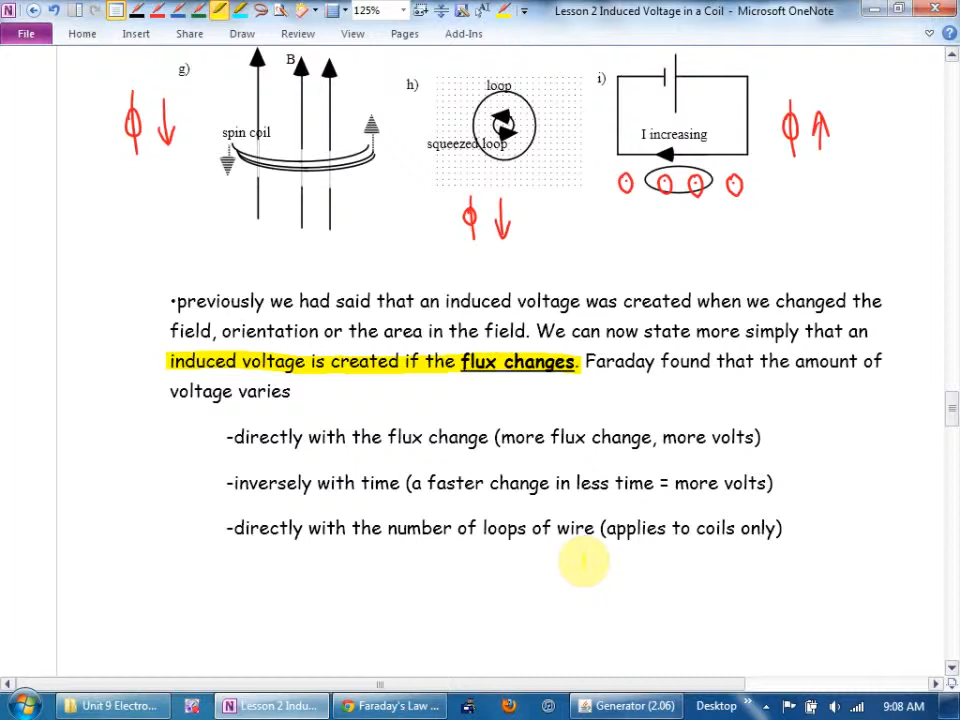 125%
Lesson 2 Induced Voltage in a Coil - Microsoft OneNote
File Home Insert Share Draw Review View Pages Add-Ins
g) B
h) loop
i)
ϕ↓ spin coil
squeezed loop
I increasing
ϕ↑
ϕ↓
•previously we had said that an induced voltage was created when we changed the
field, orientation or the area in the field. We can now state more simply that an
induced voltage is created if the flux changes. Faraday found that the amount of
voltage varies
-directly with the flux change (more flux change, more volts)
-inversely with time (a faster change in less time = more volts)
-directly with the number of loops of wire (applies to coils only)
Unit 9 Electro... Lesson 2 Indu... Faraday's Law ... Generator (2.06) Desktop 9:08 AM